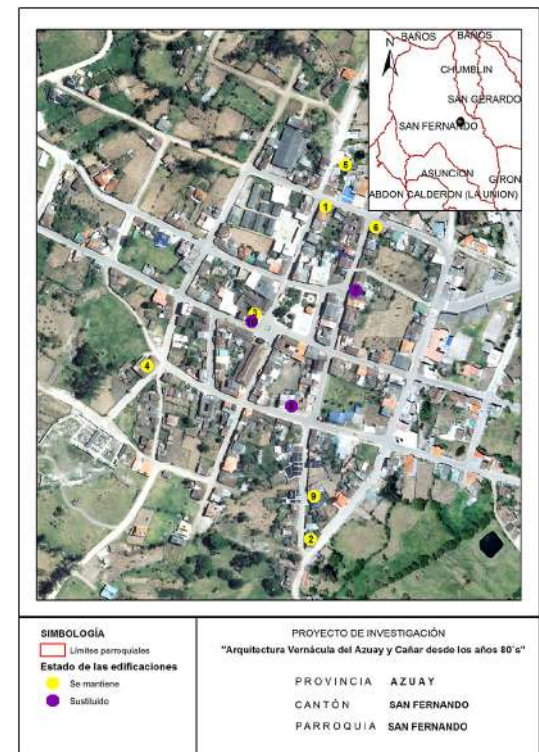 N
BAÑOS BAÑOS
CHUMBLIN
SAN GERARDO
SAN FERNANDO
ASUNCION
GIRON
ABDON CALDERON (LA UNION)
5
1
6
3
4
9
2
SIMBOLOGÍA
Límites parroquiales
Estado de las edificaciones
Se mantiene
Sustituido
PROYECTO DE INVESTIGACIÓN
"Arquitectura Vernácula del Azuay y Cañar desde los años 80´s"
PROVINCIA AZUAY
CANTÓN SAN FERNANDO
PARROQUIA SAN FERNANDO